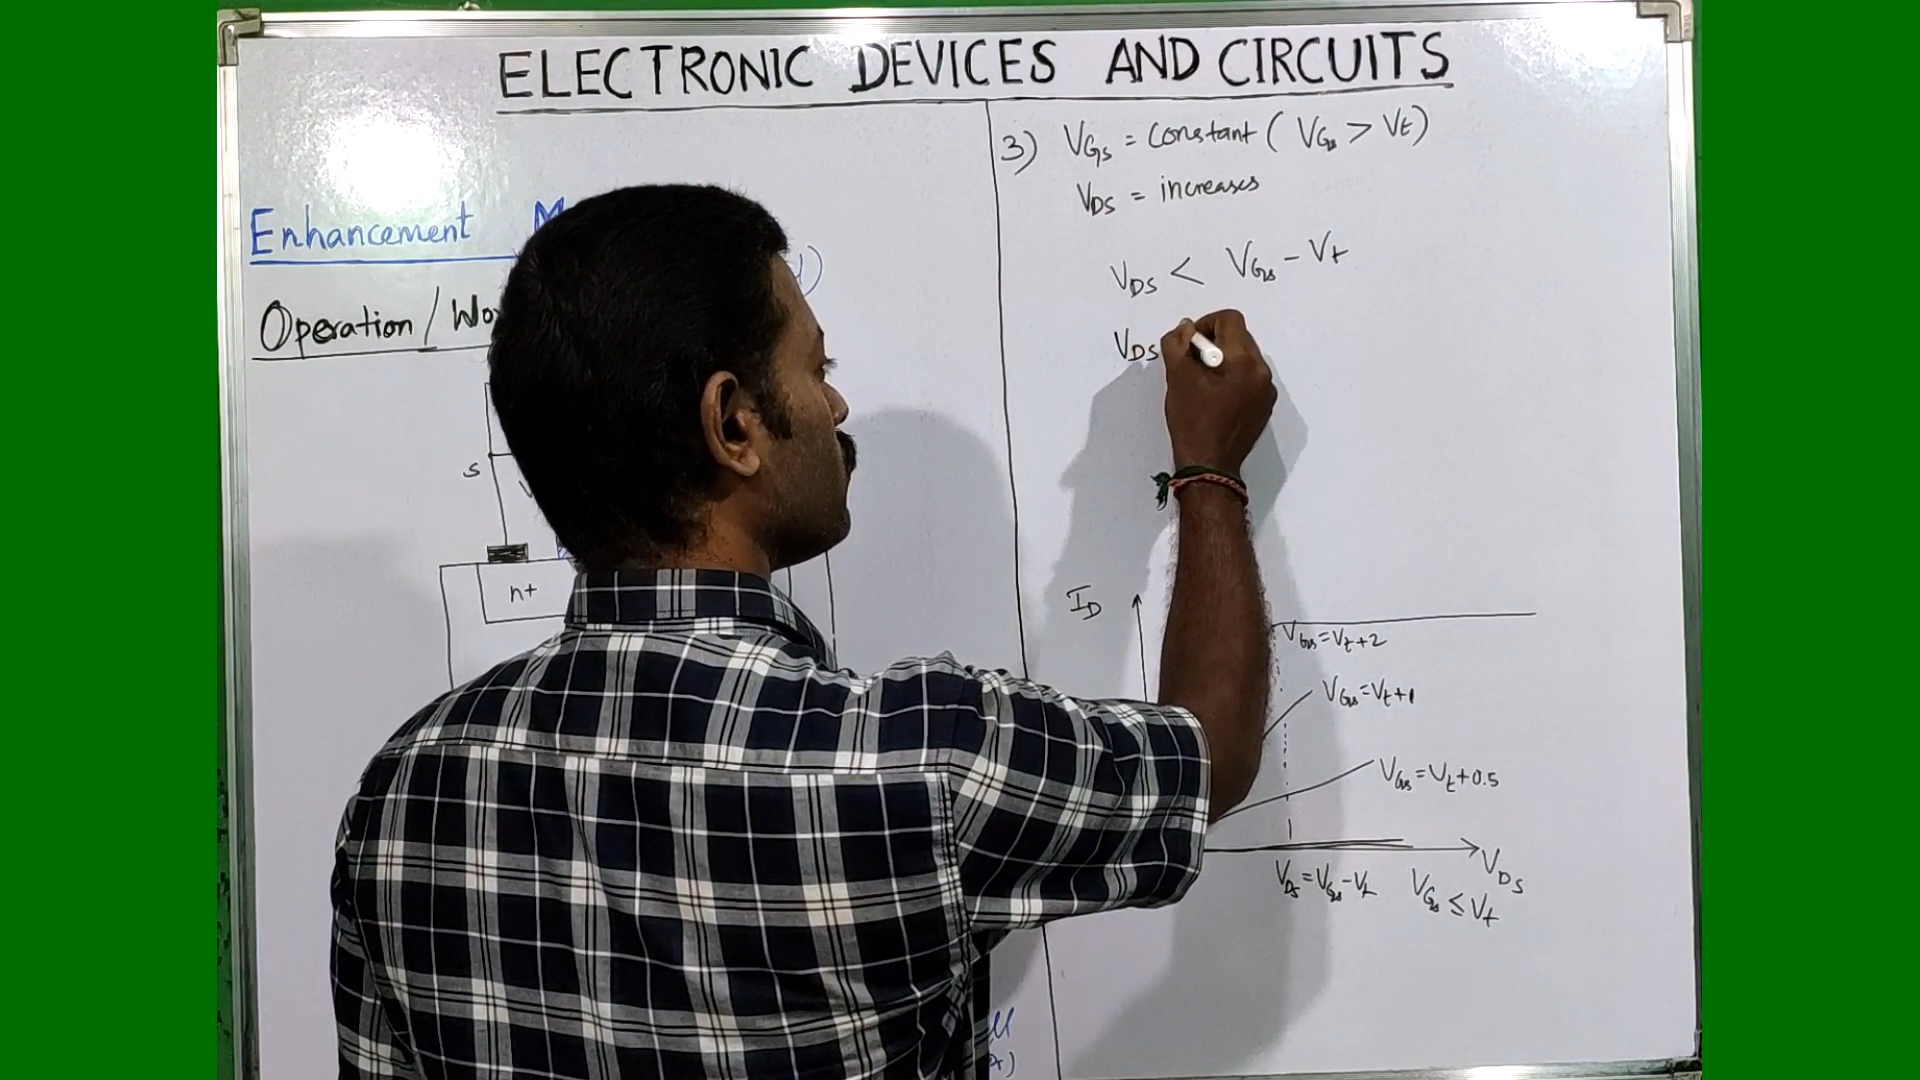 ELECTRONIC DEVICES AND CIRCUITS
Enhancement
Operation /
S
n+
3) VGS = Constant ( VGS > Vt)
VDS = increases
VDS < VGS - Vt
VDS
ID
VGS = Vt + 2
VGS = Vt + 1
VGS = Vt + 0.5
VDS
VDS = VGS - Vt
VGS ≤ Vt